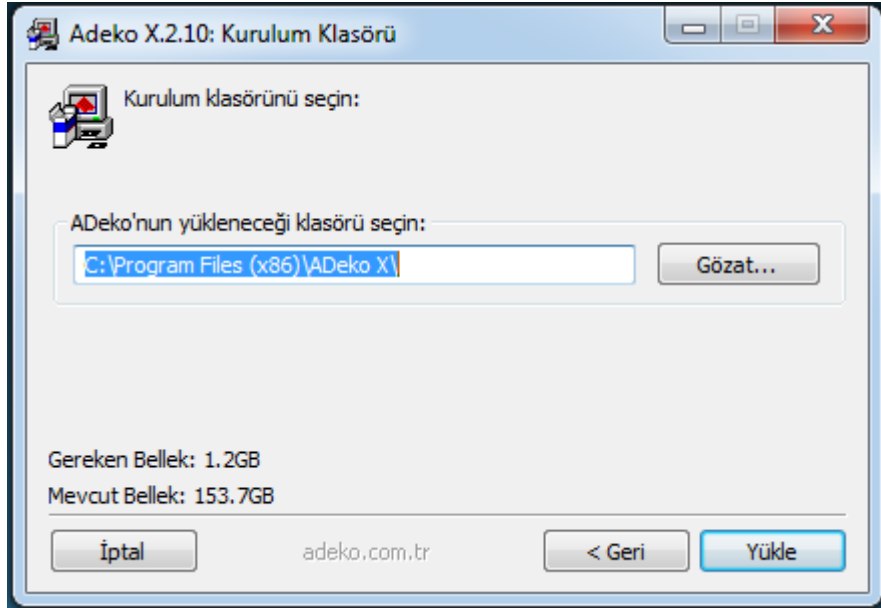 Adeko X.2.10: Kurulum Klasörü
Kurulum klasörünü seçin:
ADeko'nun yükleneceği klasörü seçin:
C:\Program Files (x86)\ADeko X\
Gözat...
Gereken Bellek: 1.2GB
Mevcut Bellek: 153.7GB
İptal
adeko.com.tr
< Geri
Yükle